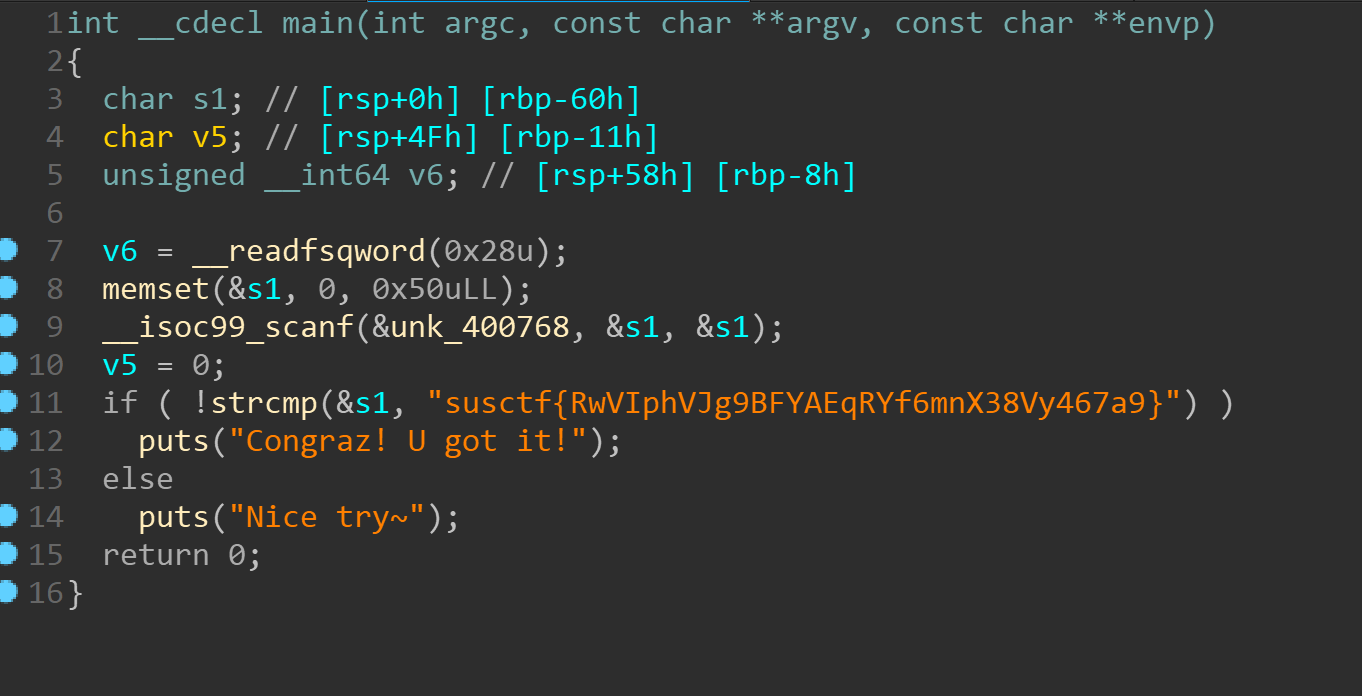 1 int __cdecl main(int argc, const char **argv, const char **envp)
2 {
3   char s1; // [rsp+0h] [rbp-60h]
4   char v5; // [rsp+4Fh] [rbp-11h]
5   unsigned __int64 v6; // [rsp+58h] [rbp-8h]
6
7   v6 = __readfsqword(0x28u);
8   memset(&s1, 0, 0x50uLL);
9   __isoc99_scanf(&unk_400768, &s1, &s1);
10   v5 = 0;
11   if ( !strcmp(&s1, "susctf{RwVIphVJg9BFYAEqRYf6mnX38Vy467a9}") )
12     puts("Congraz! U got it!");
13   else
14     puts("Nice try~");
15   return 0;
16 }